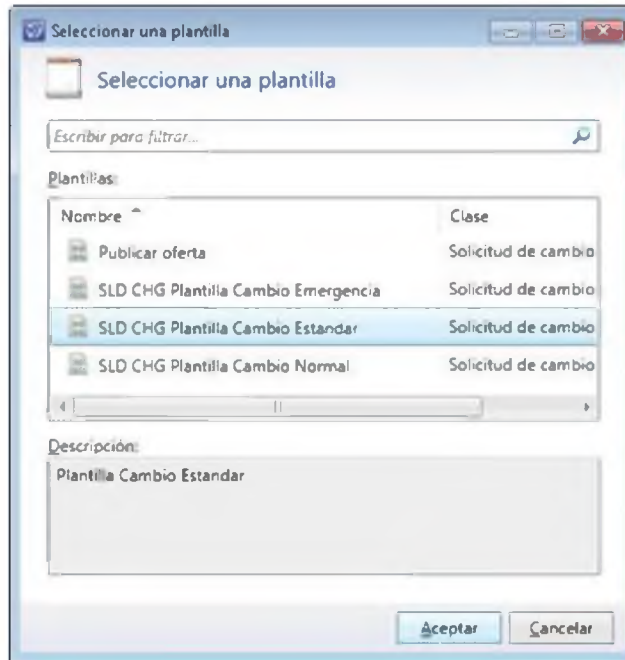 Seleccionar una plantilla
Seleccionar una plantilla
Escribir para filtrar...
Plantillas:
Nombre Clase
Publicar oferta Solicitud de cambio
SLD CHG Plantilla Cambio Emergencia Solicitud de cambio
SLD CHG Plantilla Cambio Estandar Solicitud de cambio
SLD CHG Plantilla Cambio Normal Solicitud de cambio
Descripción:
Plantilla Cambio Estandar
Aceptar Cancelar